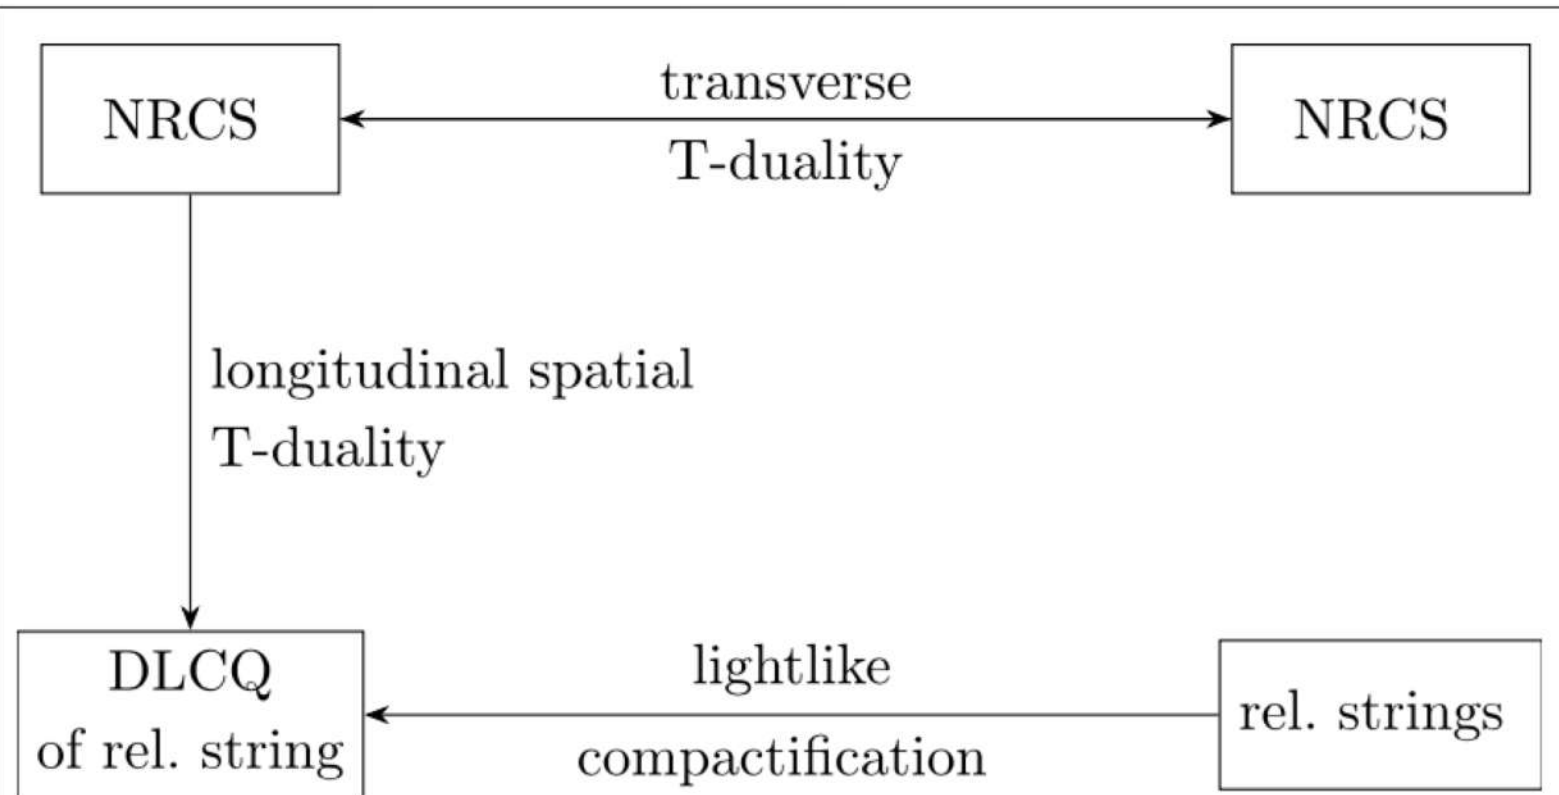 NRCS
transverse
T-duality
NRCS
longitudinal spatial
T-duality
DLCQ
of rel. string
lightlike
compactification
rel. strings